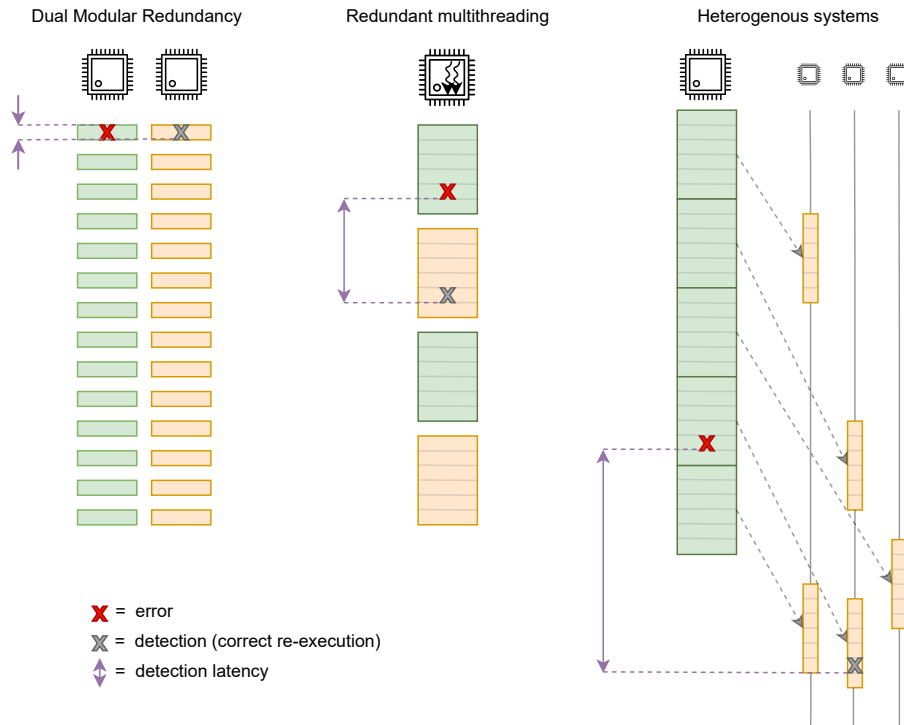 Dual Modular Redundancy
Redundant multithreading
Heterogenous systems
= error
= detection (correct re-execution)
= detection latency